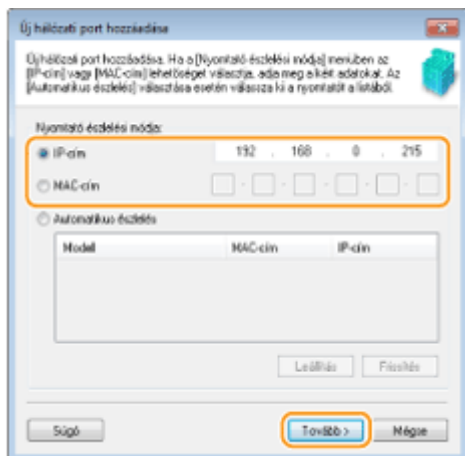 Új hálózati port hozzáadása
Új hálózati port hozzáadása. Ha a [Nyomtató észlelési módja] menüben az
[IP-cím] vagy [MAC-cím] lehetőséget választja, adja meg a kért adatokat. Az
[Automatikus észlelés] választása esetén válassza ki a nyomtatót a listából.
Nyomtató észlelési módja:
IP-cím 192 . 168 . 0 . 215
MAC-cím - - - - -
Automatikus észlelés
Modell MAC-cím IP-cím
Leállítás Frissítés
Súgó Tovább > Mégse